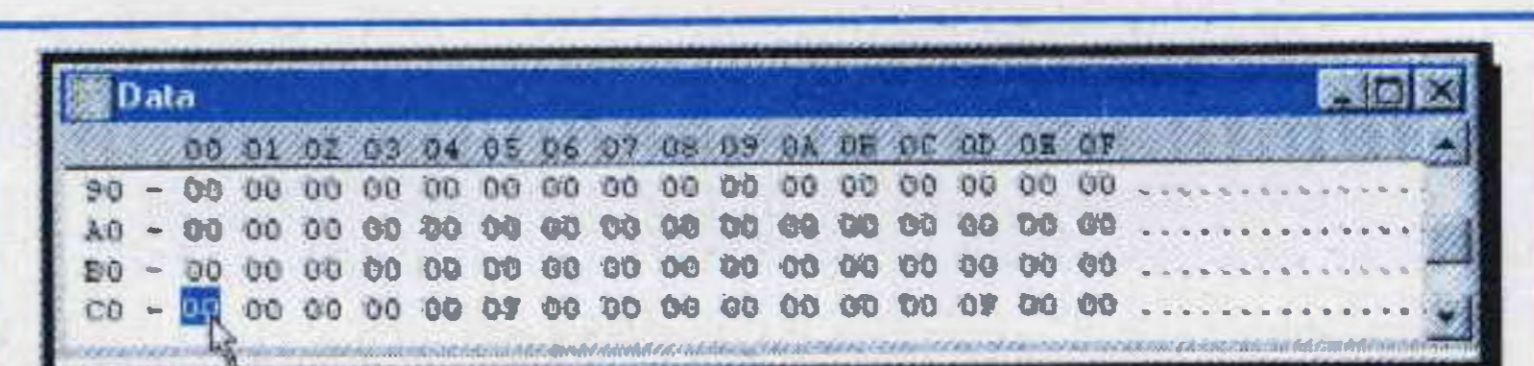 Data
00 01 02 03 04 05 06 07 08 09 0A 0B 0C 0D 0E 0F
90 - 00 00 00 00 00 00 00 00 00 00 00 00 00 00 00 00 ................
A0 - 00 00 00 00 00 00 00 00 00 00 00 00 00 00 00 00 ................
B0 - 00 00 00 00 00 00 00 00 00 00 00 00 00 00 00 00 ................
C0 - 00 00 00 00 00 00 00 00 00 00 00 00 00 00 00 ................